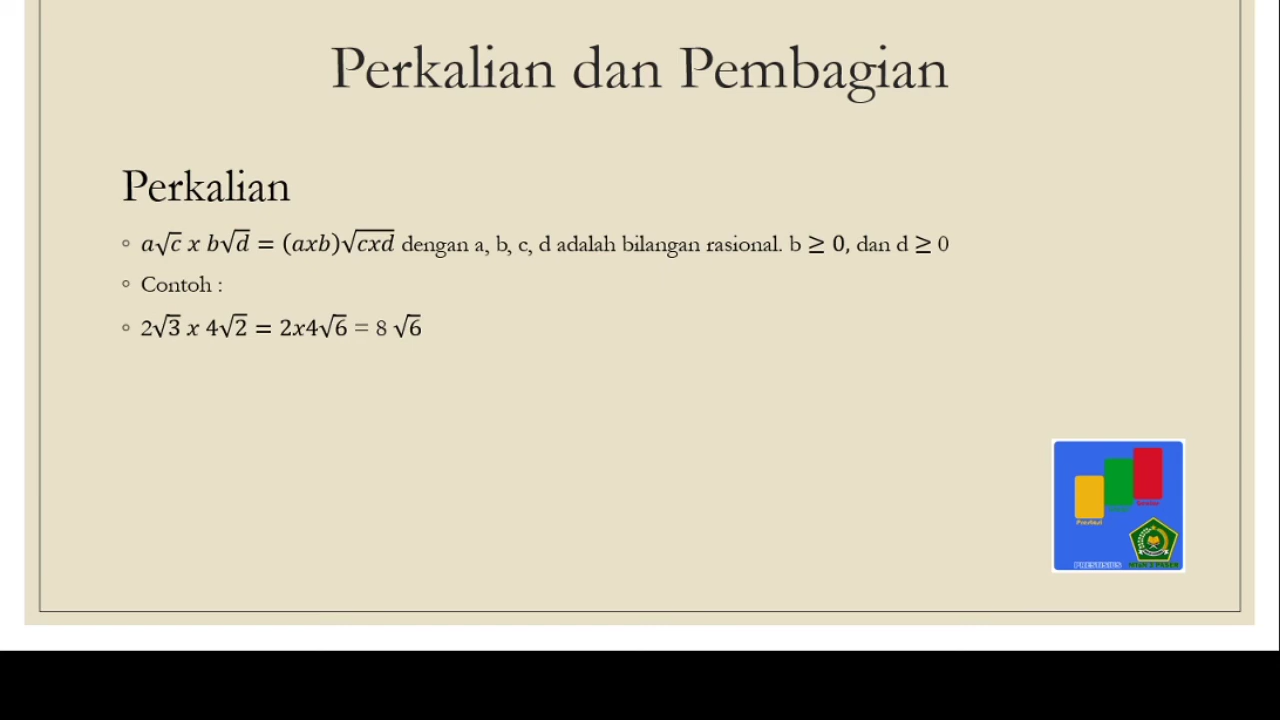 Perkalian dan Pembagian
Perkalian
◦ a√c x b√d = (axb)√cxd dengan a, b, c, d adalah bilangan rasional. b ≥ 0, dan d ≥ 0
◦ Contoh :
◦ 2√3 x 4√2 = 2x4√6 = 8 √6